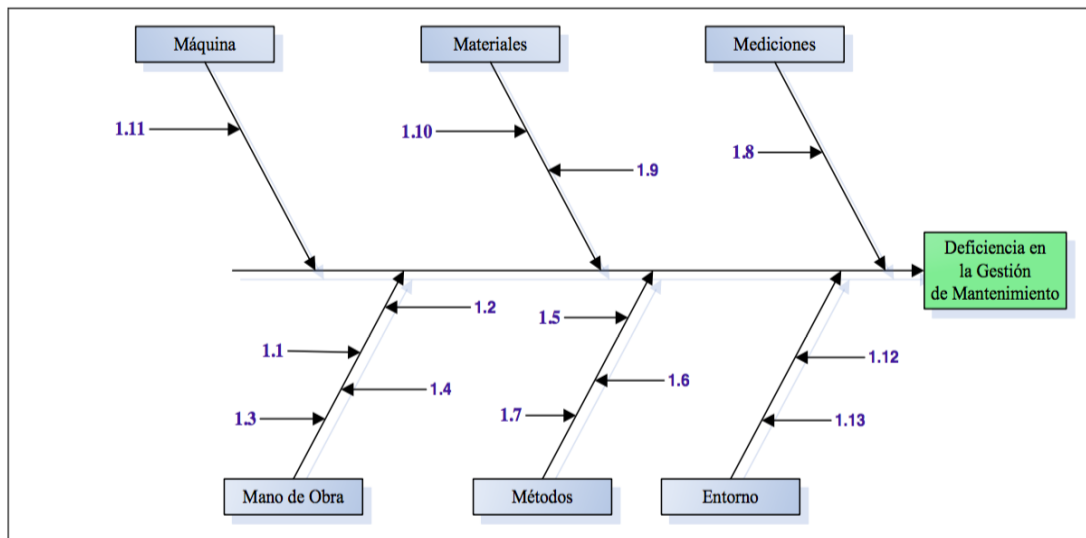 Máquina
Materiales
Mediciones
1.11
1.10
1.9
1.8
Deficiencia en
la Gestión
de Mantenimiento
1.2
1.1
1.4
1.3
1.5
1.6
1.7
1.12
1.13
Mano de Obra
Métodos
Entorno